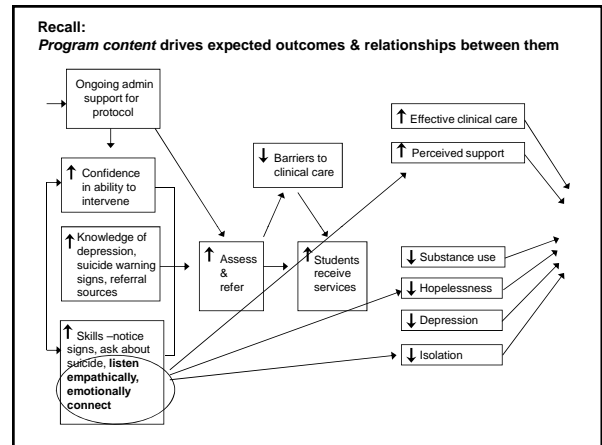 Recall:
Program content drives expected outcomes & relationships between them
Ongoing admin
support for
protocol
↑ Confidence
in ability to
intervene
↑ Knowledge of
depression,
suicide warning
signs, referral
sources
↑ Skills –notice
signs, ask about
suicide, listen
empathically,
emotionally
connect
↑ Assess
&
refer
↓ Barriers to
clinical care
↑ Students
receive
services
↑ Effective clinical care
↑ Perceived support
↓ Substance use
↓ Hopelessness
↓ Depression
↓ Isolation